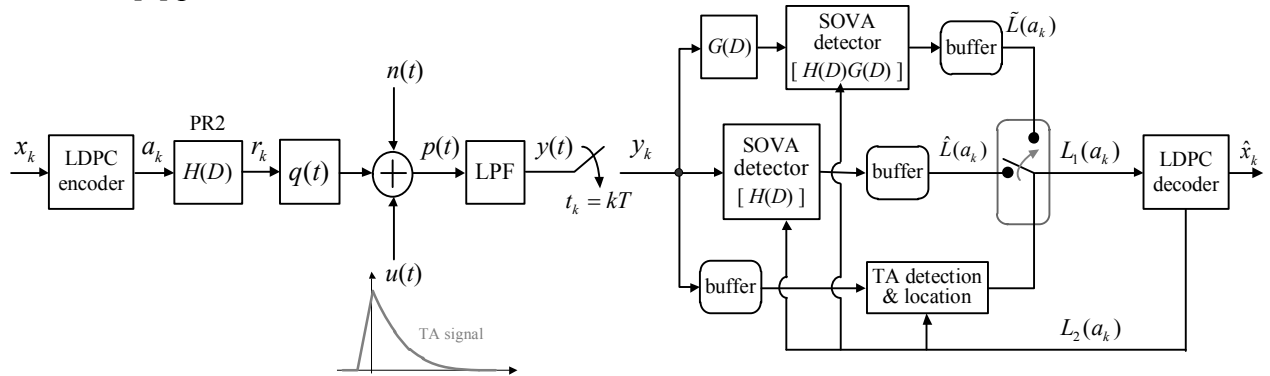 x_k
LDPC
encoder
a_k
PR2
H(D)
r_k
q(t)
n(t)
u(t)
TA signal
p(t)
LPF
y(t)
t_k = kT
y_k
G(D)
SOVA
detector
[ H(D)G(D) ]
buffer
L̃(a_k)
SOVA
detector
[ H(D) ]
buffer
L̂(a_k)
buffer
TA detection
& location
L_1(a_k)
LDPC
decoder
x̂_k
L_2(a_k)